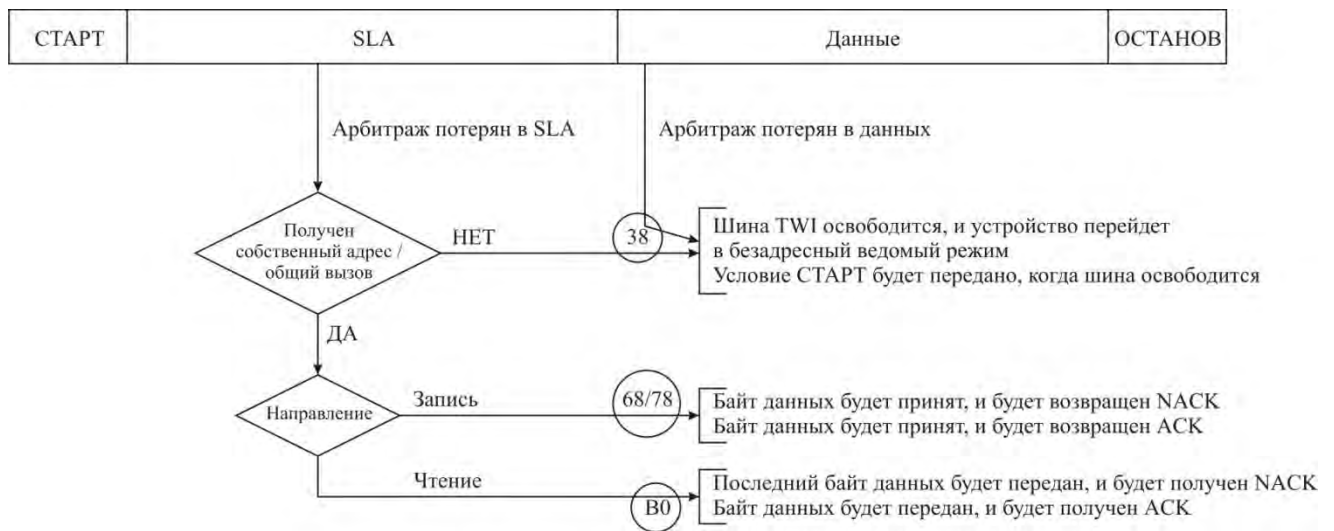 СТАРТ SLA Данные ОСТАНОВ
Арбитраж потерян в SLA Арбитраж потерян в данных
Получен
собственный адрес /
общий вызов
НЕТ
38
Шина TWI освободится, и устройство перейдет
в безадресный ведомый режим
Условие СТАРТ будет передано, когда шина освободится
ДА
Направление
Запись
68/78
Байт данных будет принят, и будет возвращен NACK
Байт данных будет принят, и будет возвращен ACK
Чтение
B0
Последний байт данных будет передан, и будет получен NACK
Байт данных будет передан, и будет получен ACK